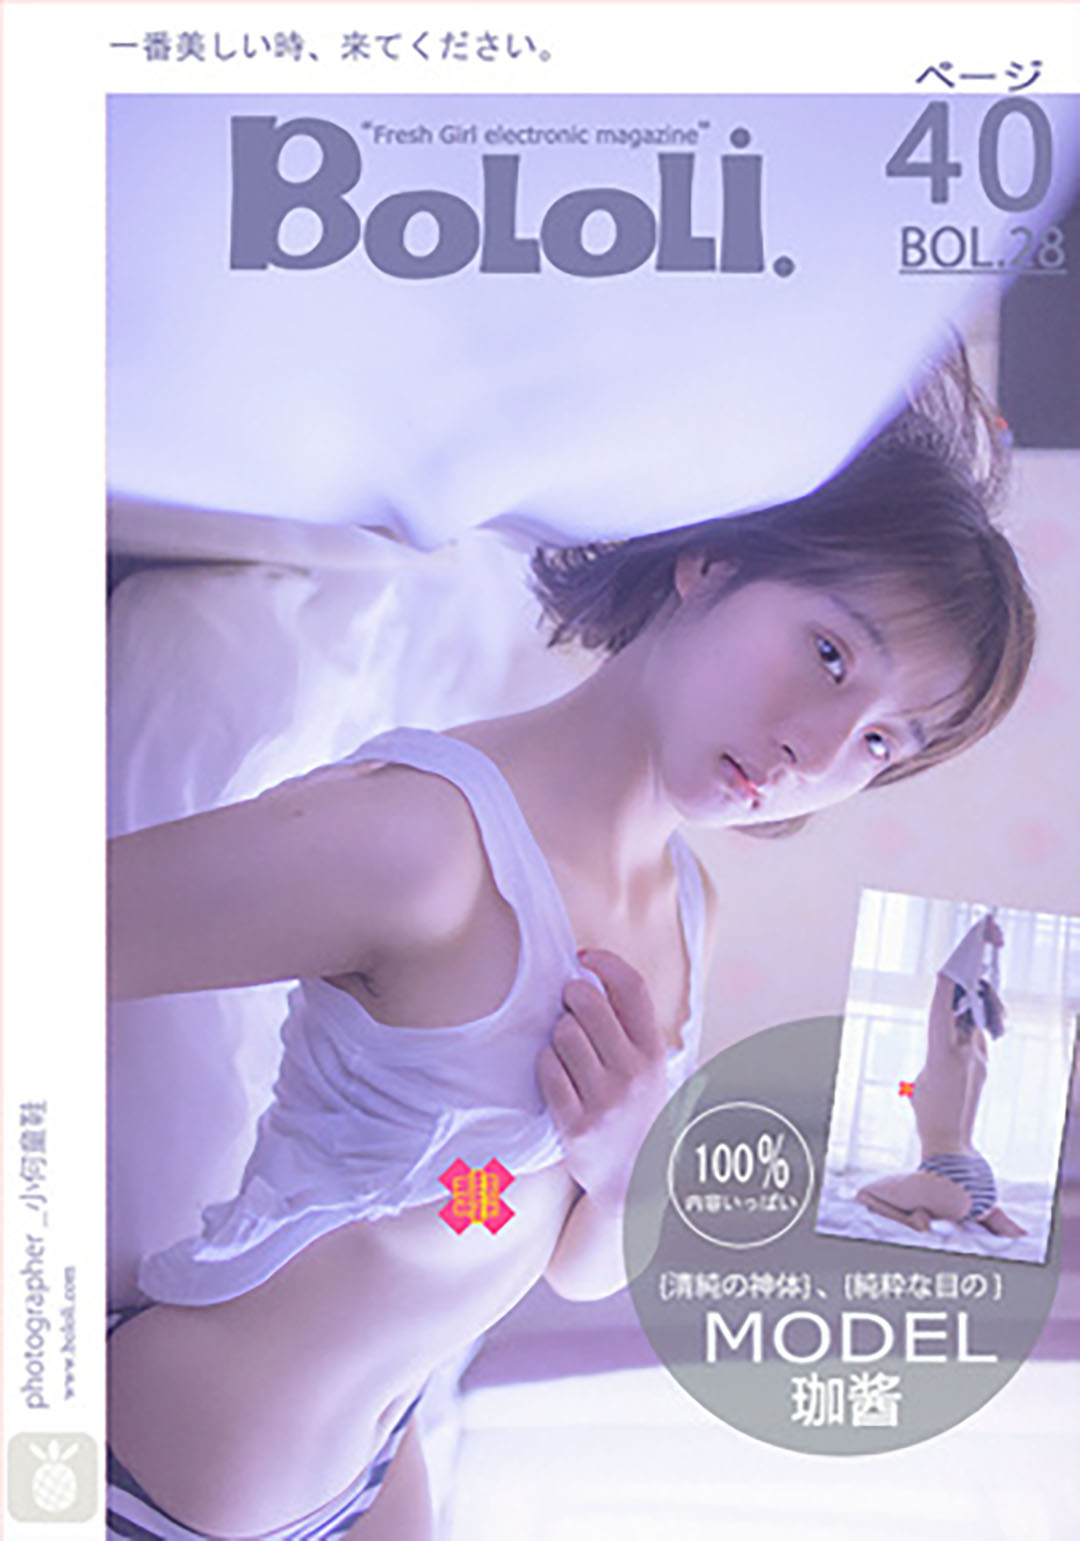 一番美しい時、来てください。
ページ
40
BOL.28
"Fresh Girl electronic magazine"
BoLoLi.
100%
内容いっぱい
{清純の神体}、{純粋な目の}
MODEL
珈酱
photographer _小何童鞋
www.bololi.com